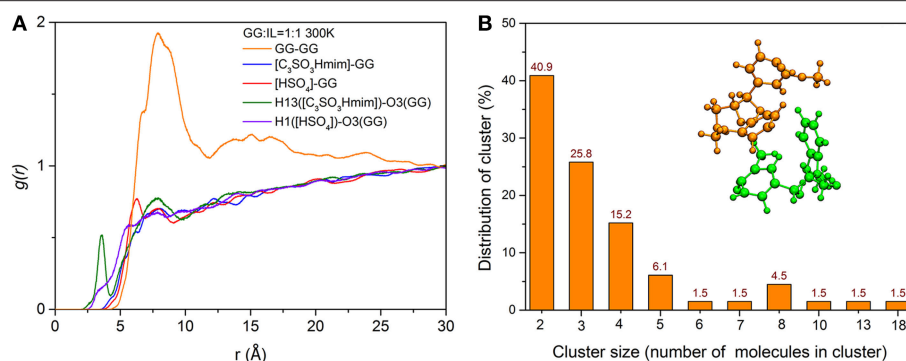 A
GG:IL=1:1 300K
GG-GG
[C3SO3Hmim]-GG
[HSO4]-GG
H13([C3SO3Hmim])-O3(GG)
H1([HSO4])-O3(GG)
g(r)
2
1
0
0 5 10 15 20 25 30
r (Å)
B
Distribution of cluster (%)
50
40
30
20
10
0
40.9
25.8
15.2
6.1
1.5
1.5
4.5
1.5
1.5
1.5
2 3 4 5 6 7 8 10 13 18
Cluster size (number of molecules in cluster)